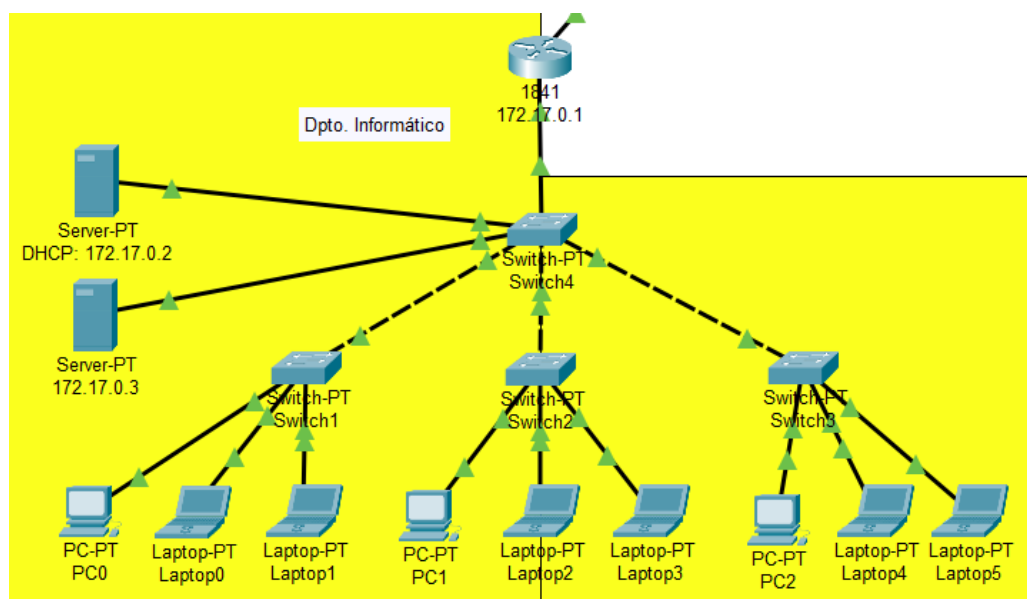 1841
172.17.0.1
Dpto. Informático
Server-PT
DHCP: 172.17.0.2
Switch-PT
Switch4
Server-PT
172.17.0.3
Switch-PT
Switch1
Switch-PT
Switch2
Switch-PT
Switch3
PC-PT
PC0
Laptop-PT
Laptop0
Laptop-PT
Laptop1
PC-PT
PC1
Laptop-PT
Laptop2
Laptop-PT
Laptop3
PC-PT
PC2
Laptop-PT
Laptop4
Laptop-PT
Laptop5